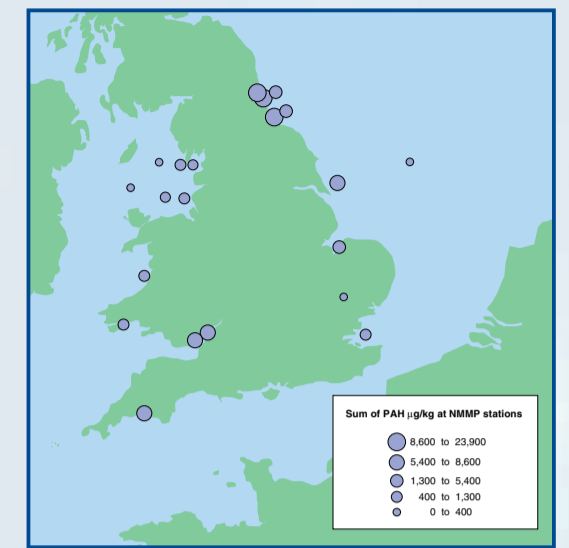 Sum of PAH µg/kg at NMMP stations
8,600 to 23,900
5,400 to 8,600
1,300 to 5,400
400 to 1,300
0 to 400